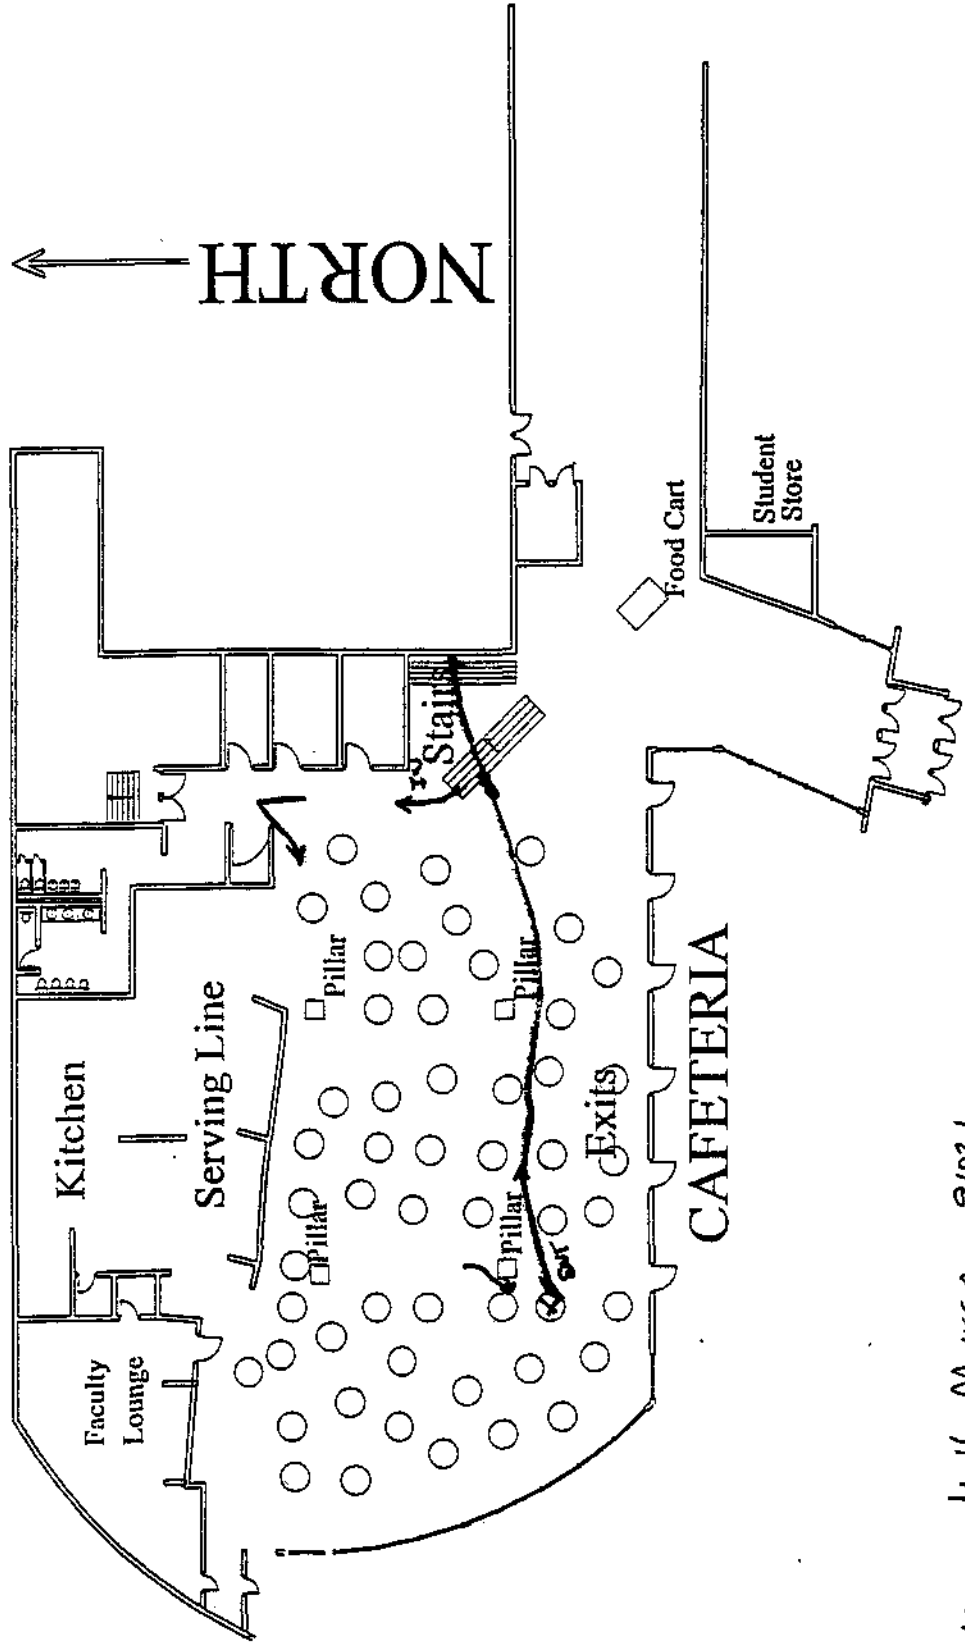 NORTH
Kitchen
Serving Line
Faculty
Lounge
Pillar
Pillar
Pillar
Pillar
Stairs
Exits
Food Cart
Student
Store
CAFETERIA